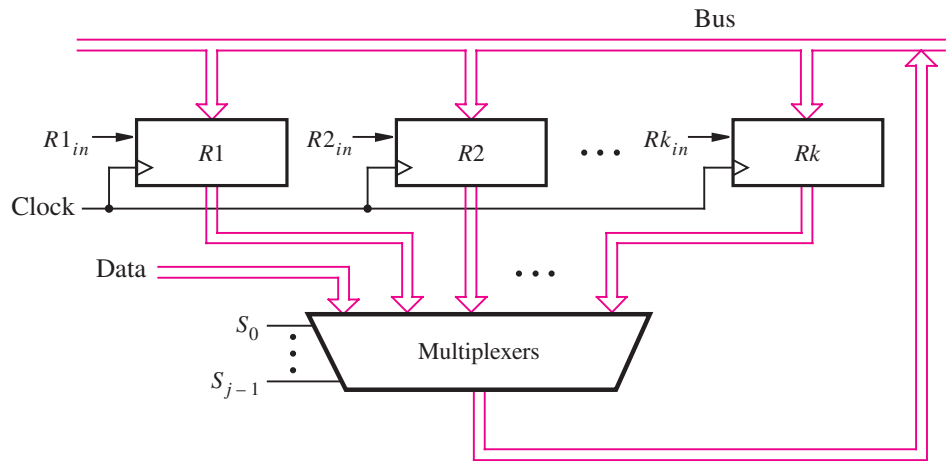 Bus
R1in R1 R2in R2 • • • Rkin Rk
Clock
Data
• • •
S0
Multiplexers
Sj – 1